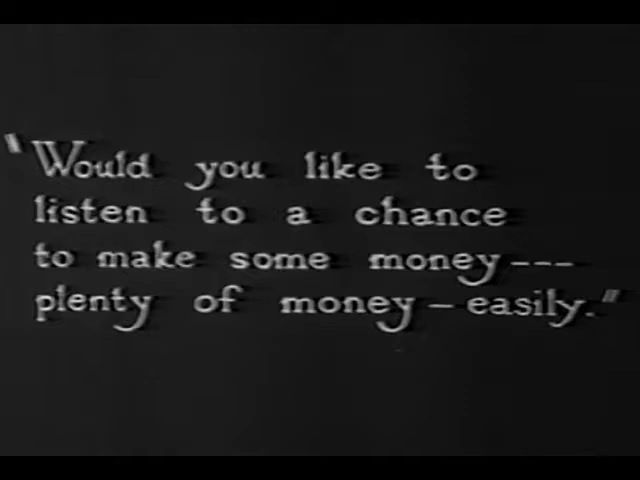 "Would you like to
listen to a chance
to make some money---
plenty of money — easily."